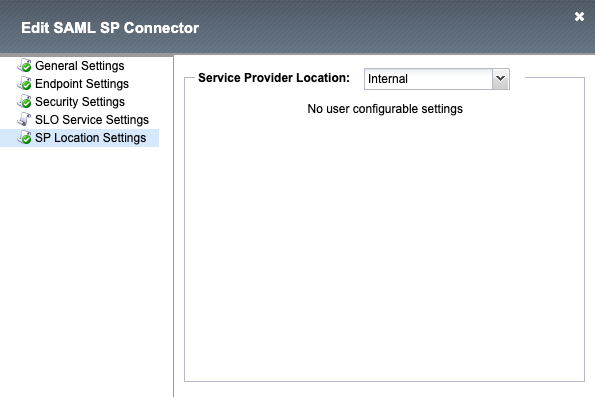 Edit SAML SP Connector
General Settings
Endpoint Settings
Security Settings
SLO Service Settings
SP Location Settings
Service Provider Location: Internal
No user configurable settings